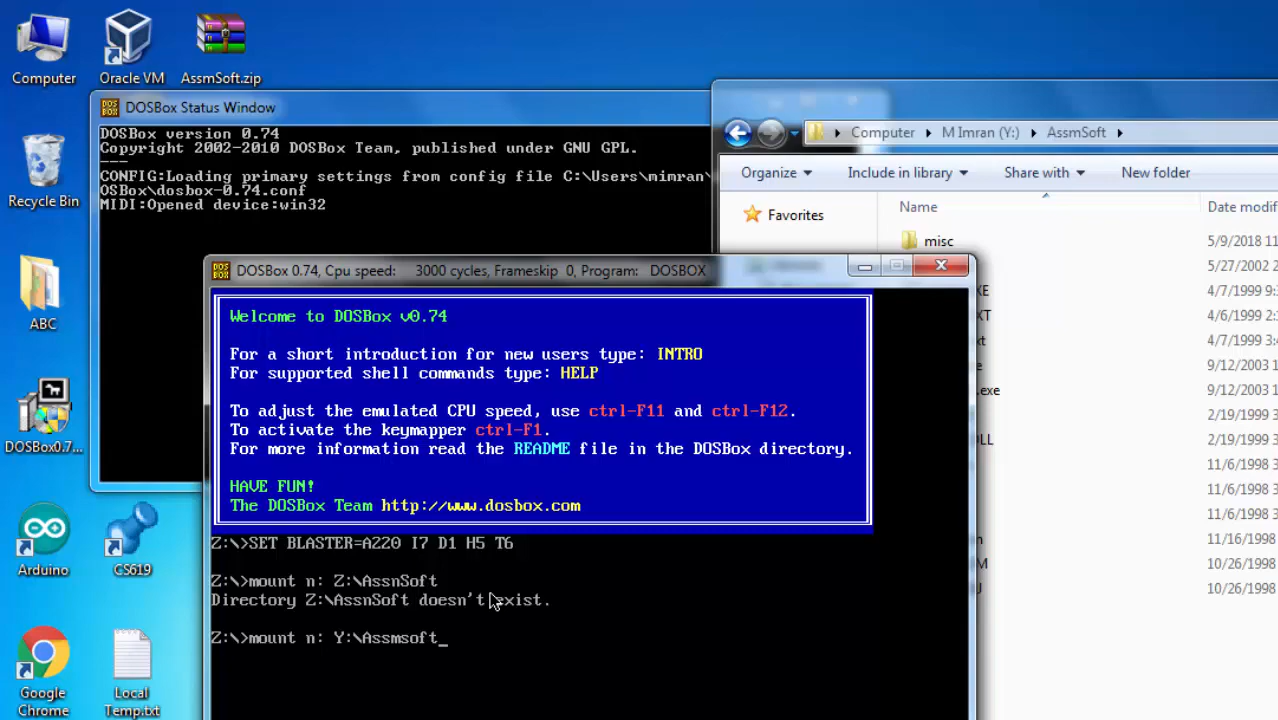 Computer
Oracle VM
AssmSoft.zip
Recycle Bin
ABC
DOSBox0.7...
Arduino
CS619
Google
Chrome
Local
Temp.txt
DOSBox Status Window
DOSBox version 0.74
Copyright 2002-2010 DOSBox Team, published under GNU GPL.
---
CONFIG:Loading primary settings from config file C:\Users\mimran\
OSBox\dosbox-0.74.conf
MIDI:Opened device:win32
Computer M Imran (Y:) AssmSoft
Organize Include in library Share with New folder
Favorites
Name Date modif
misc 5/9/2018 11
5/27/2002
XE 4/7/1999 9:
XT 4/6/1999 2:
xt 4/7/1999 3:
e 9/12/2003
.exe 9/12/2003
2/19/1999
LL 2/19/1999
11/6/1998
11/6/1998
11/6/1998
11/16/1998
M 10/26/1998
10/26/1998
DOSBox 0.74, Cpu speed: 3000 cycles, Frameskip 0, Program: DOSBOX
Welcome to DOSBox v0.74
For a short introduction for new users type: INTRO
For supported shell commands type: HELP
To adjust the emulated CPU speed, use ctrl-F11 and ctrl-F12.
To activate the keymapper ctrl-F1.
For more information read the README file in the DOSBox directory.
HAVE FUN!
The DOSBox Team http://www.dosbox.com
Z:\>SET BLASTER=A220 I7 D1 H5 T6
Z:\>mount n: Z:\AssnSoft
Directory Z:\AssnSoft doesn't exist.
Z:\>mount n: Y:\Assmsoft_